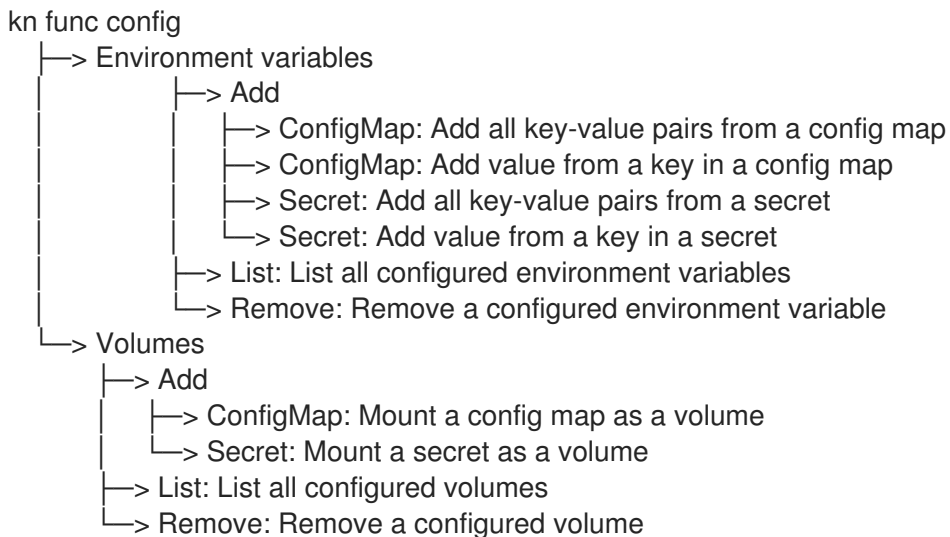 kn func config
├─> Environment variables
│ ├─> Add
│ │ ├─> ConfigMap: Add all key-value pairs from a config map
│ │ ├─> ConfigMap: Add value from a key in a config map
│ │ ├─> Secret: Add all key-value pairs from a secret
│ │ └─> Secret: Add value from a key in a secret
│ ├─> List: List all configured environment variables
│ └─> Remove: Remove a configured environment variable
└─> Volumes
├─> Add
│ ├─> ConfigMap: Mount a config map as a volume
│ └─> Secret: Mount a secret as a volume
├─> List: List all configured volumes
└─> Remove: Remove a configured volume